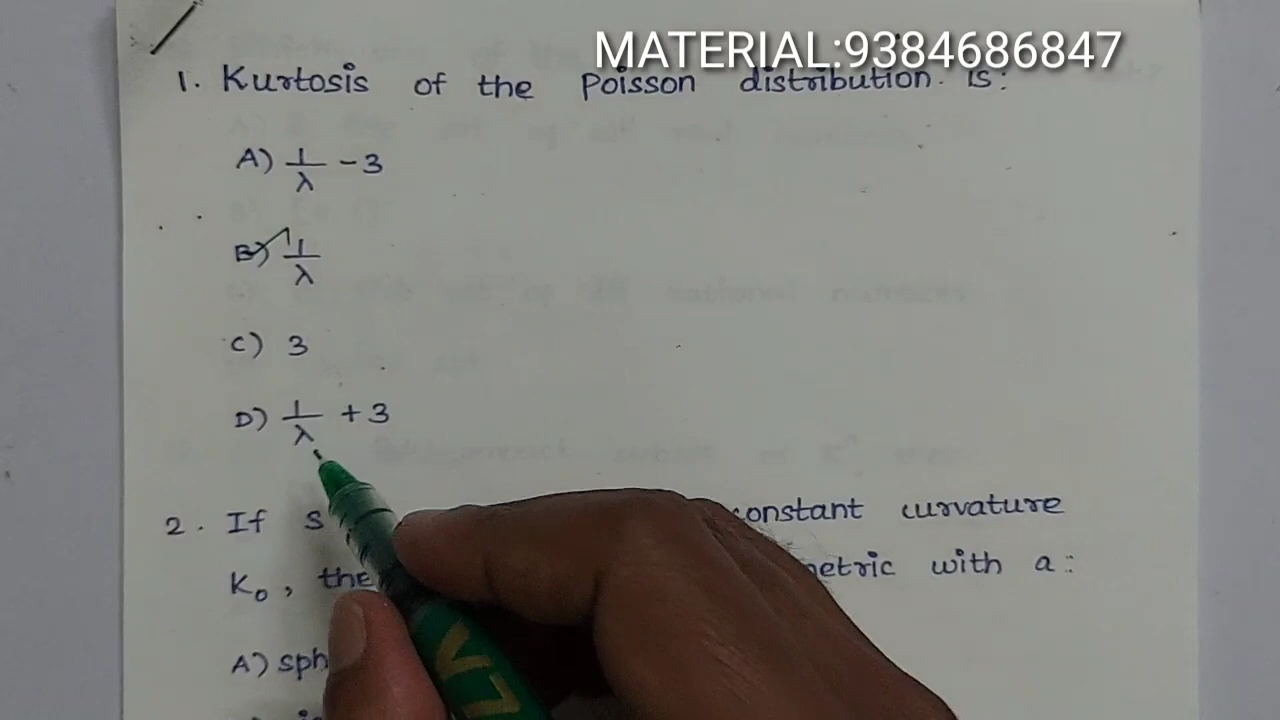 MATERIAL:9384686847
1. Kurtosis of the Poisson distribution is:
A) 1/λ - 3
B) 1/λ
C) 3
D) 1/λ + 3
2. If S constant curvature
K₀, the with a:
A) sph